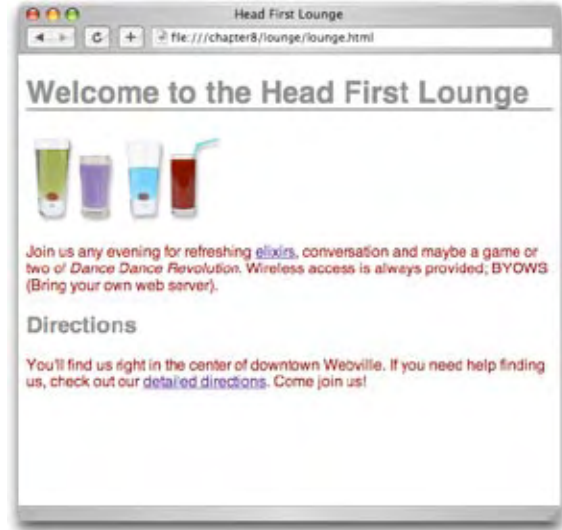 Head First Lounge
file:///chapter8/lounge/lounge.html
Welcome to the Head First Lounge
Join us any evening for refreshing elixirs, conversation and maybe a game or
two of Dance Dance Revolution. Wireless access is always provided; BYOWS
(Bring your own web server).
Directions
You'll find us right in the center of downtown Webville. If you need help finding
us, check out our detailed directions. Come join us!